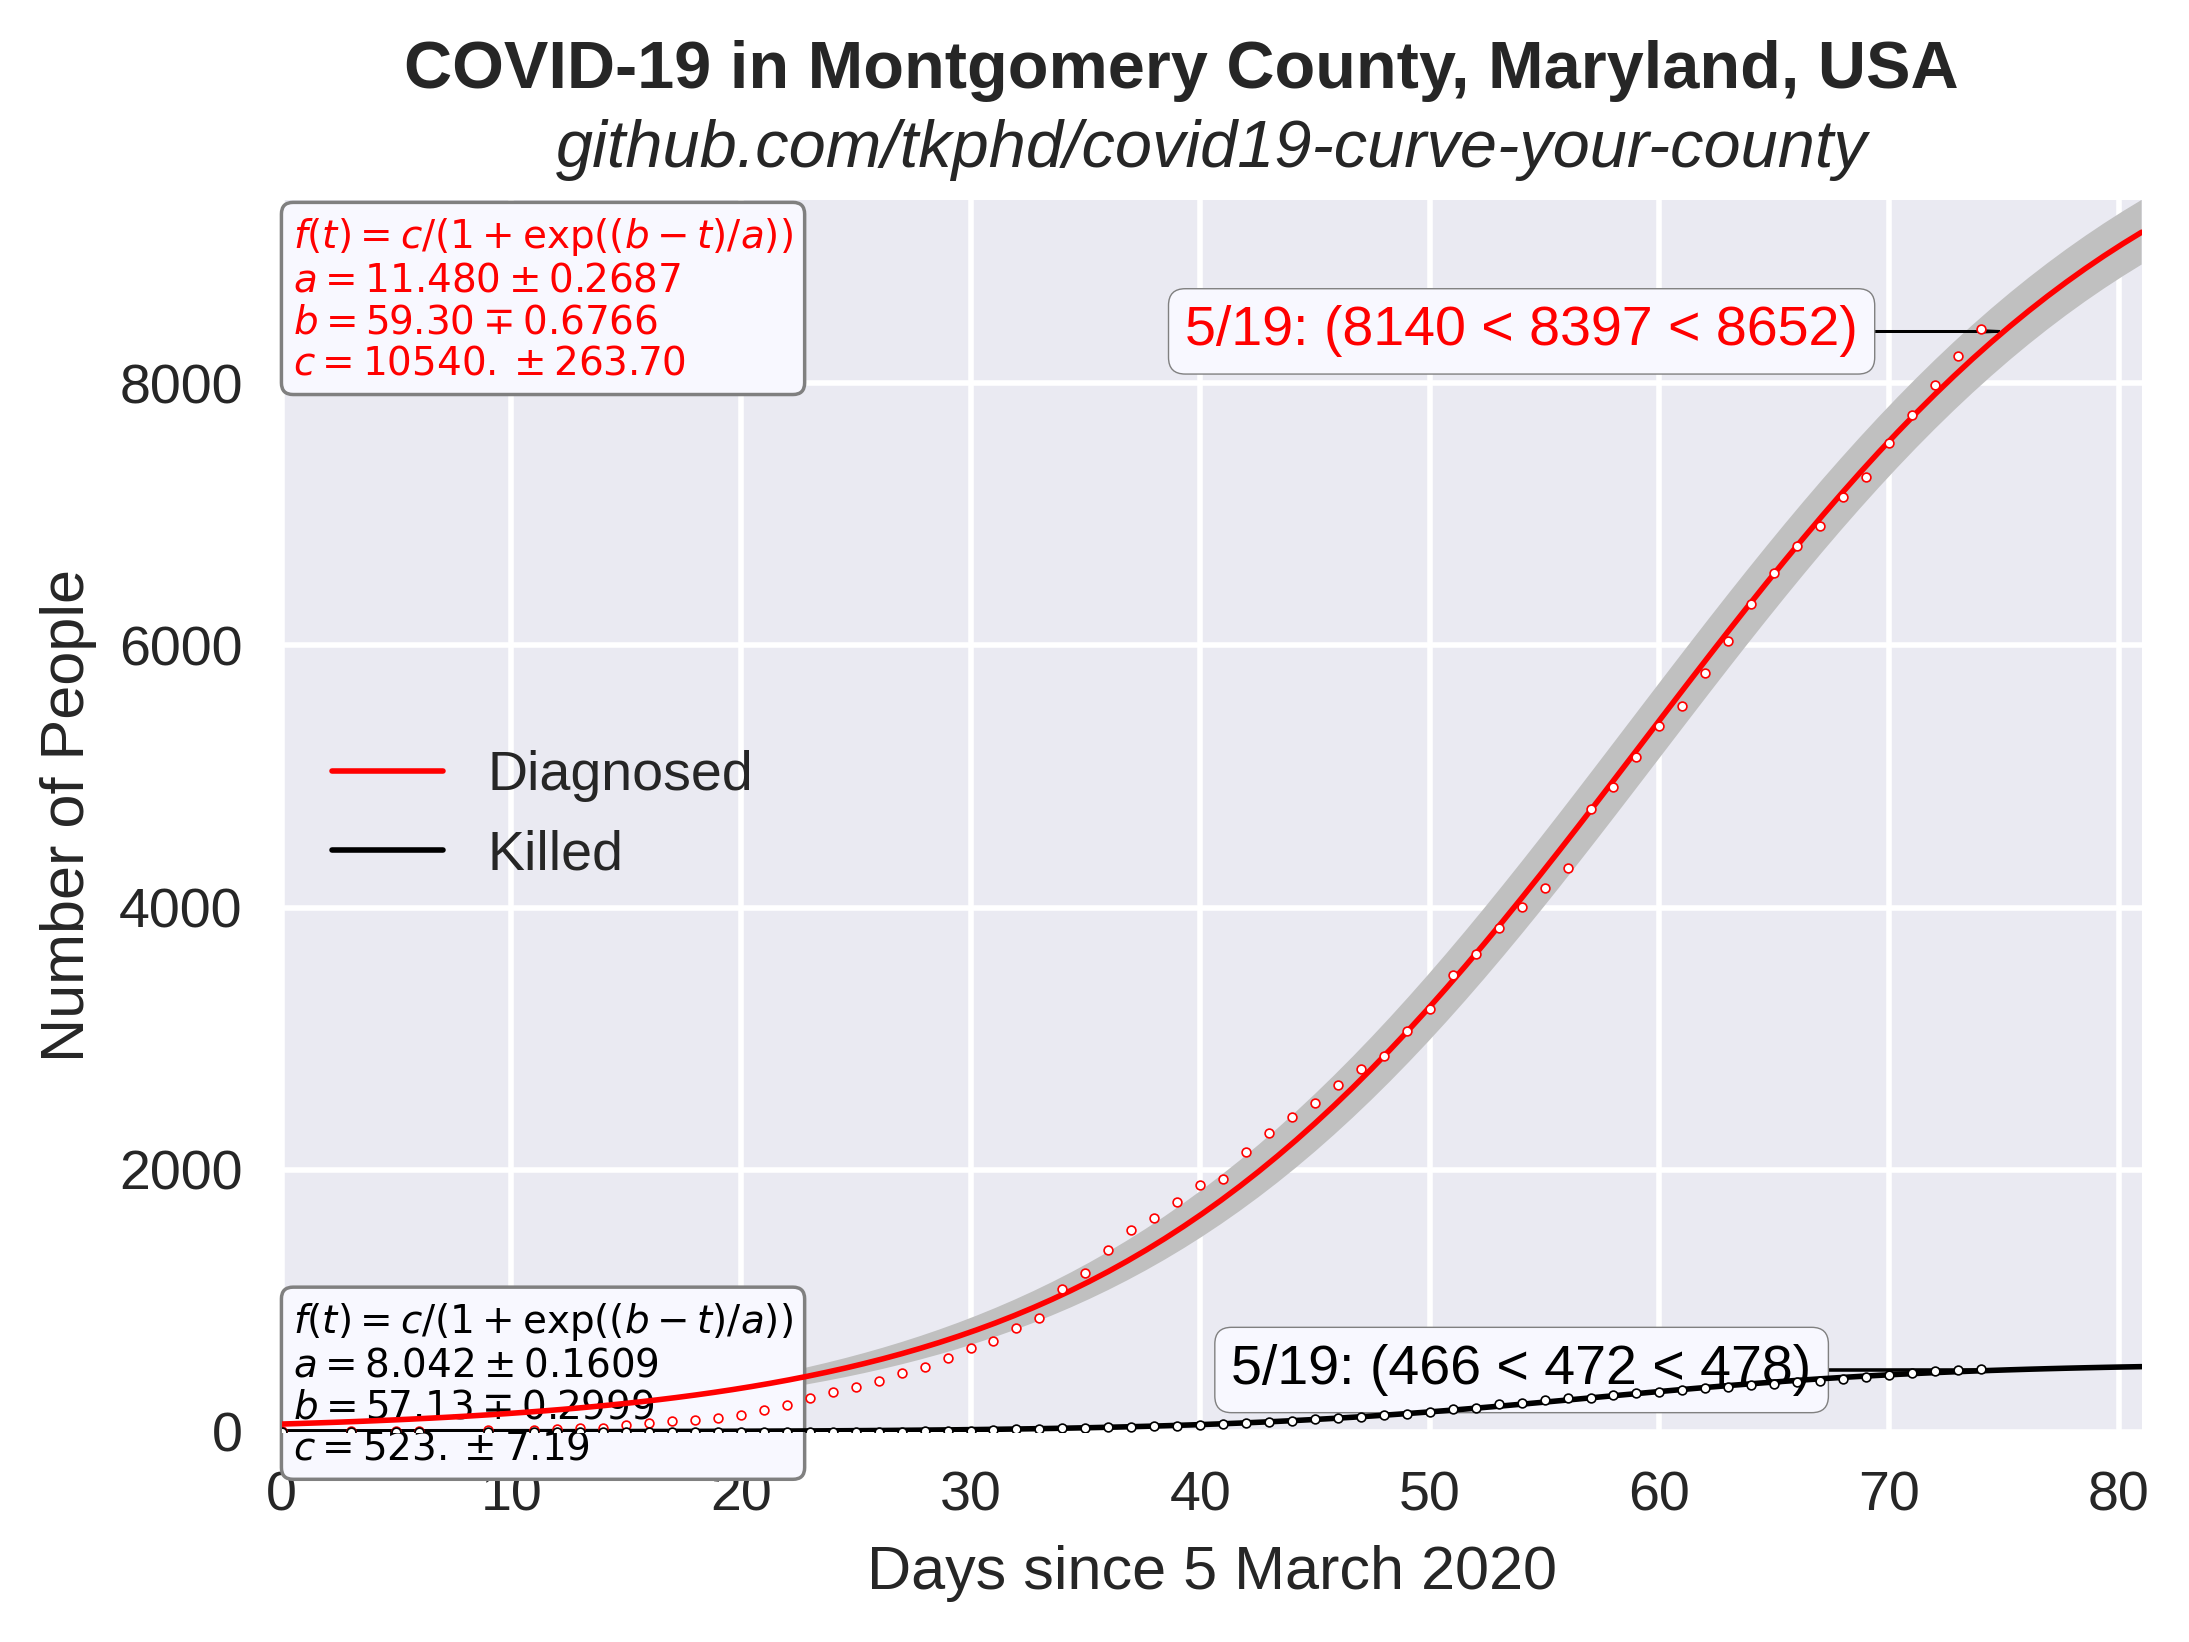 COVID-19 in Montgomery County, Maryland, USA
github.com/tkphd/covid19-curve-your-county
f(t) = c/(1 + exp((b − t)/a))
a = 11.480 ± 0.2687
b = 59.30 ∓ 0.6766
c = 10540. ± 263.70
5/19: (8140 < 8397 < 8652)
8000
6000
4000
2000
0
Number of People
Diagnosed
Killed
f(t) = c/(1 + exp((b − t)/a))
a = 8.042 ± 0.1609
b = 57.13 ∓ 0.2999
c = 523. ± 7.19
5/19: (466 < 472 < 478)
0 10 20 30 40 50 60 70 80
Days since 5 March 2020